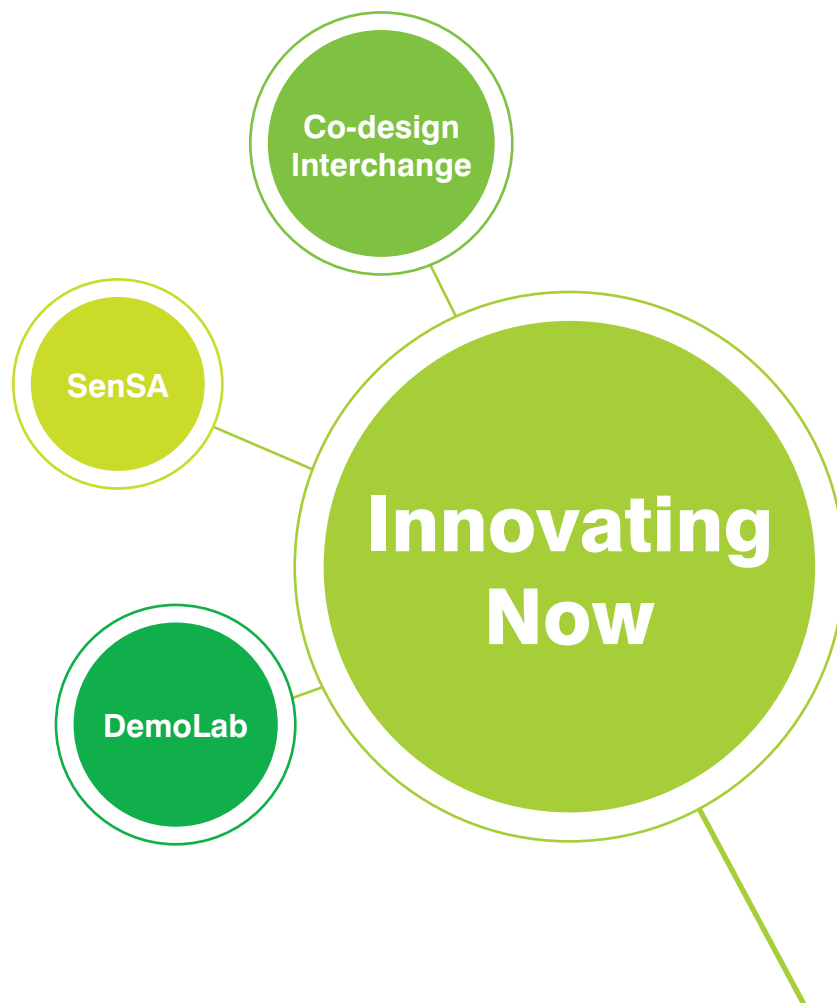 Co-design
Interchange
SenSA
Innovating
Now
DemoLab